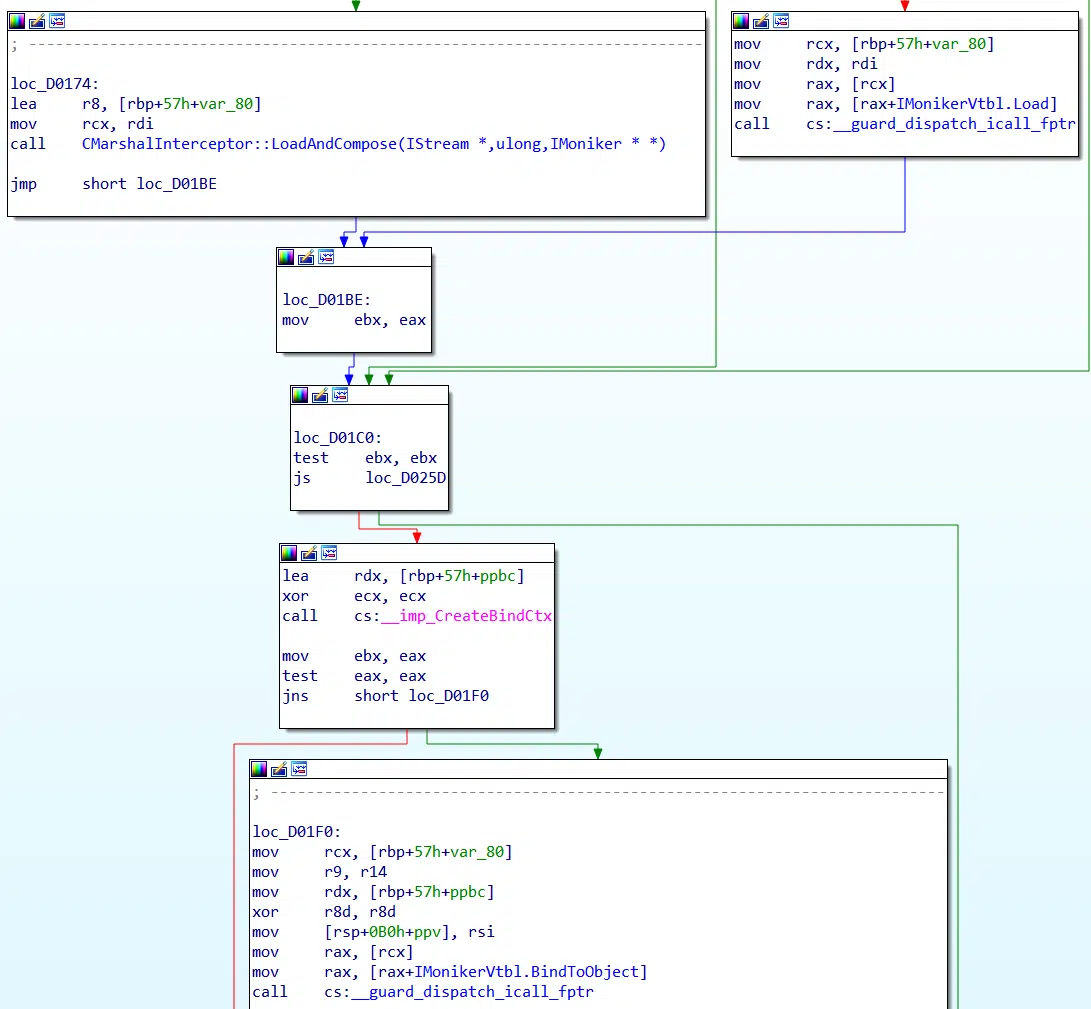 ; ---------------------------------------------------------------------------
loc_D0174:
lea r8, [rbp+57h+var_80]
mov rcx, rdi
call CMarshalInterceptor::LoadAndCompose(IStream *,ulong,IMoniker * *)
jmp short loc_D01BE
mov rcx, [rbp+57h+var_80]
mov rdx, rdi
mov rax, [rcx]
mov rax, [rax+IMonikerVtbl.Load]
call cs:__guard_dispatch_icall_fptr
loc_D01BE:
mov ebx, eax
loc_D01C0:
test ebx, ebx
js loc_D025D
lea rdx, [rbp+57h+ppbc]
xor ecx, ecx
call cs:__imp_CreateBindCtx
mov ebx, eax
test eax, eax
jns short loc_D01F0
; ---------------------------------------------------------------------------
loc_D01F0:
mov rcx, [rbp+57h+var_80]
mov r9, r14
mov rdx, [rbp+57h+ppbc]
xor r8d, r8d
mov [rsp+0B0h+ppv], rsi
mov rax, [rcx]
mov rax, [rax+IMonikerVtbl.BindToObject]
call cs:__guard_dispatch_icall_fptr